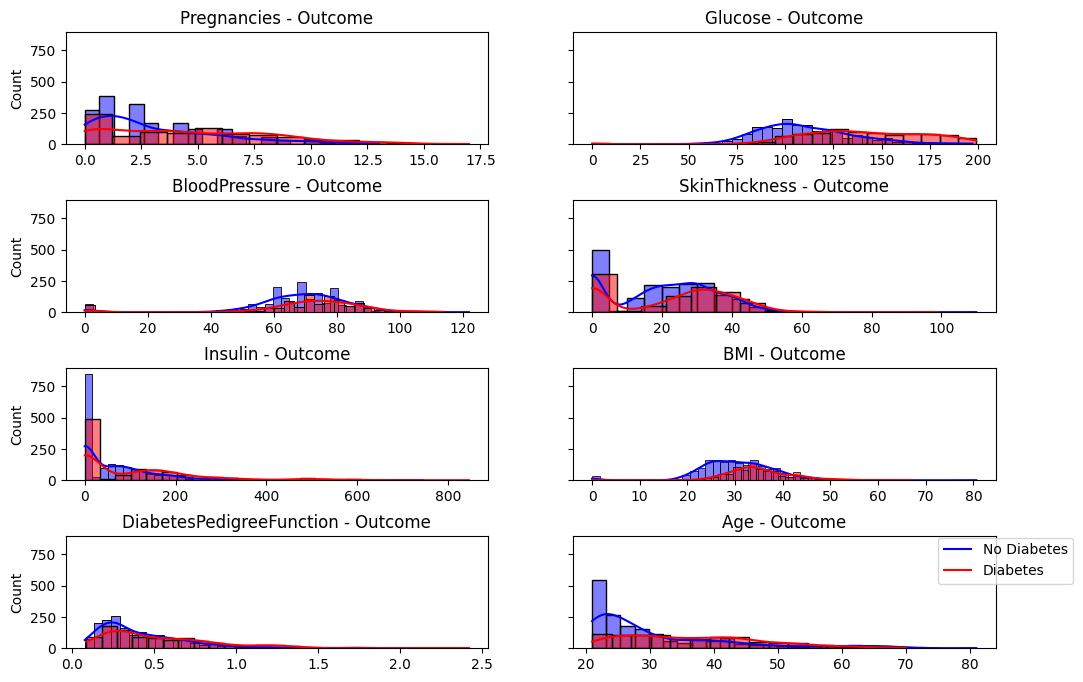 Pregnancies - Outcome
Glucose - Outcome
Count
750
500
250
0
0.0 2.5 5.0 7.5 10.0 12.5 15.0 17.5
0 25 50 75 100 125 150 175 200
BloodPressure - Outcome
SkinThickness - Outcome
Count
750
500
250
0
0 20 40 60 80 100 120
0 20 40 60 80 100
Insulin - Outcome
BMI - Outcome
Count
750
500
250
0
0 200 400 600 800
0 10 20 30 40 50 60 70 80
DiabetesPedigreeFunction - Outcome
Age - Outcome
Count
750
500
250
0
0.0 0.5 1.0 1.5 2.0 2.5
20 30 40 50 60 70 80
No Diabetes
Diabetes